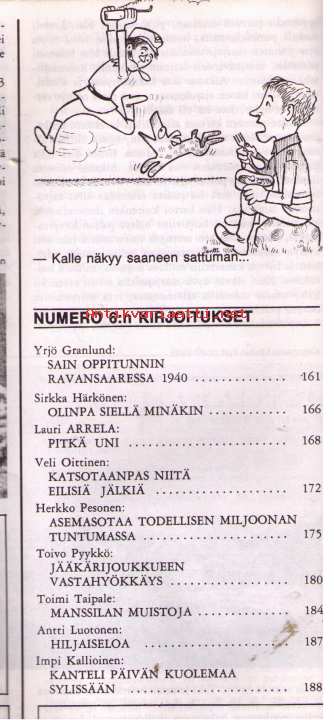 — Kalle näkyy saaneen sattuman...
antikvariaatti.net
NUMERO 6:n KIRJOITUKSET
Yrjö Granlund:
SAIN OPPITUNNIN
RAVANSAARESSA 1940 ............... 161
Sirkka Härkönen:
OLINPA SIELLÄ MINÄKIN ............. 166
Lauri ARRELA:
PITKÄ UNI .......................... 168
Veli Oittinen:
KATSOTAANPAS NIITÄ
EILISIÄ JÄLKIÄ ...................... 172
Herkko Pesonen:
ASEMASOTAA TODELLISEN MILJOONAN
TUNTUMASSA ........................ 175
Toivo Pyykkö:
JÄÄKÄRIJOUKKUEEN
VASTAHYÖKKÄYS ................... 180
Toimi Taipale:
MANSSILAN MUISTOJA ............... 184
Antti Luotonen:
HILJAISELOA ....................... 187
Impi Kallioinen:
KANTELI PÄIVÄN KUOLEMAA
SYLISSÄÄN ......................... 188